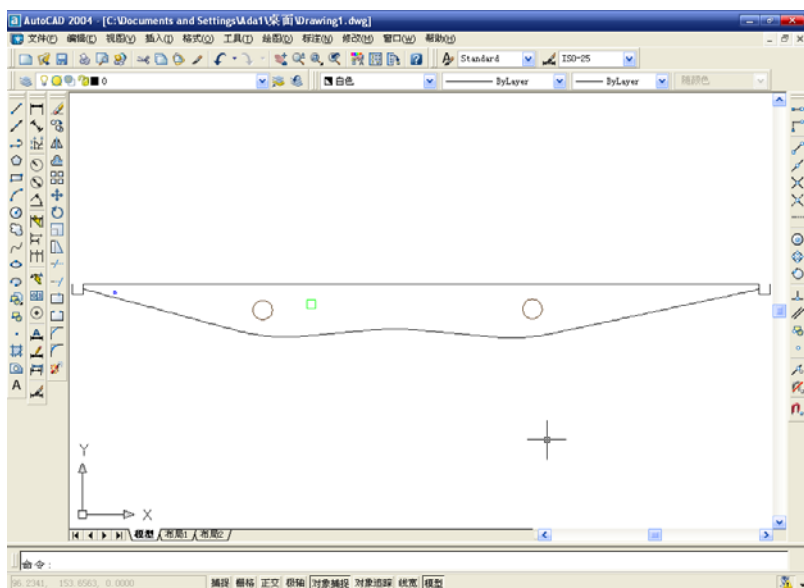 AutoCAD 2004 - [C:\Documents and Settings\Ada1\桌面\Drawing1.dwg]
文件(F) 编辑(E) 视图(V) 插入(I) 格式(O) 工具(T) 绘图(D) 标注(N) 修改(M) 窗口(W) 帮助(H)
Standard ISO-25
0 白色 ByLayer ByLayer 随颜色
A
Y
X
模型 布局1 布局2
命令:
96.2341, 153.6563, 0.0000 捕捉 栅格 正交 极轴 对象捕捉 对象追踪 线宽 模型